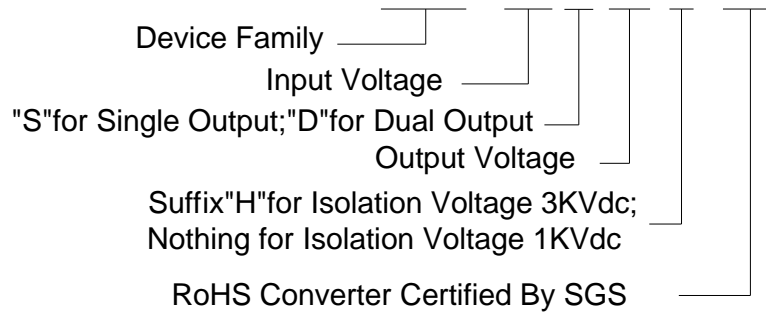 Device Family
Input Voltage
"S"for Single Output;"D"for Dual Output
Output Voltage
Suffix"H"for Isolation Voltage 3KVdc;
Nothing for Isolation Voltage 1KVdc
RoHS Converter Certified By SGS